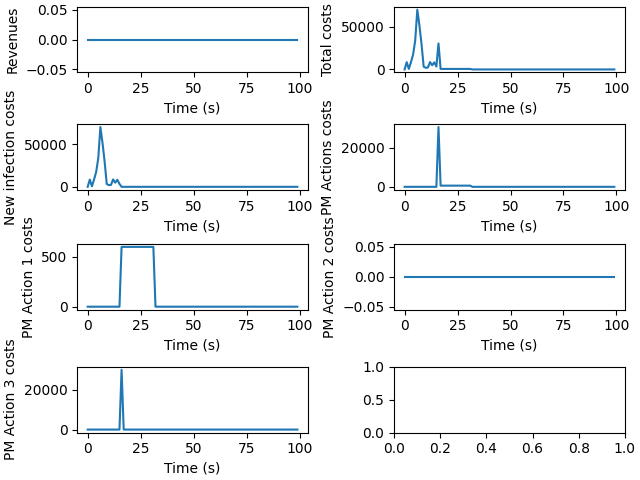 Revenues
0.05
0.00
−0.05
0 25 50 75 100
Time (s)
Total costs
50000
0
0 25 50 75 100
Time (s)
New infection costs
50000
0
0 25 50 75 100
Time (s)
PM Actions costs
20000
0
0 25 50 75 100
Time (s)
PM Action 1 costs
500
0
0 25 50 75 100
Time (s)
PM Action 2 costs
0.05
0.00
−0.05
0 25 50 75 100
Time (s)
PM Action 3 costs
20000
0
0 25 50 75 100
Time (s)
1.0
0.5
0.0
0.0 0.2 0.4 0.6 0.8 1.0